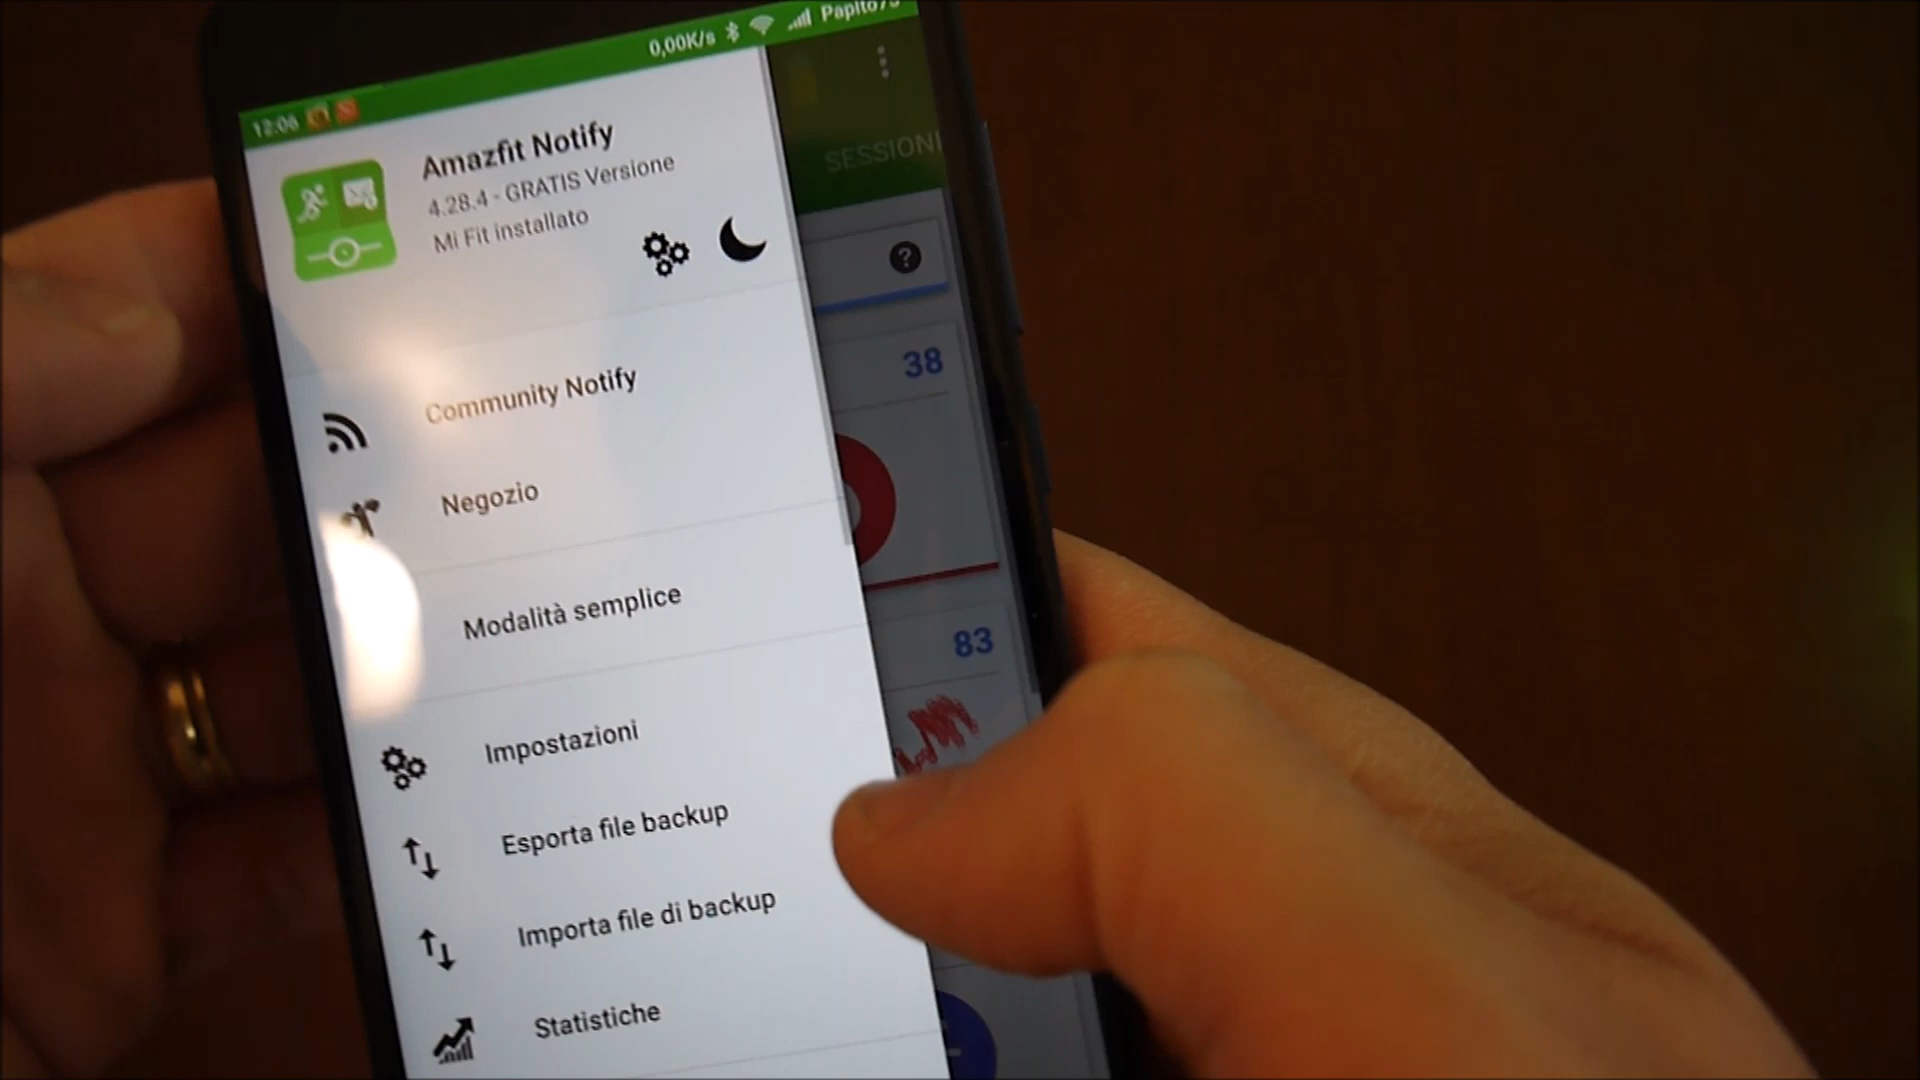 0,00K/s
12:06
Amazfit Notify
4.28.4 - GRATIS Versione
Mi Fit installato
SESSIONI
?
38
Community Notify
Negozio
Modalità semplice
83
Impostazioni
Esporta file backup
Importa file di backup
Statistiche